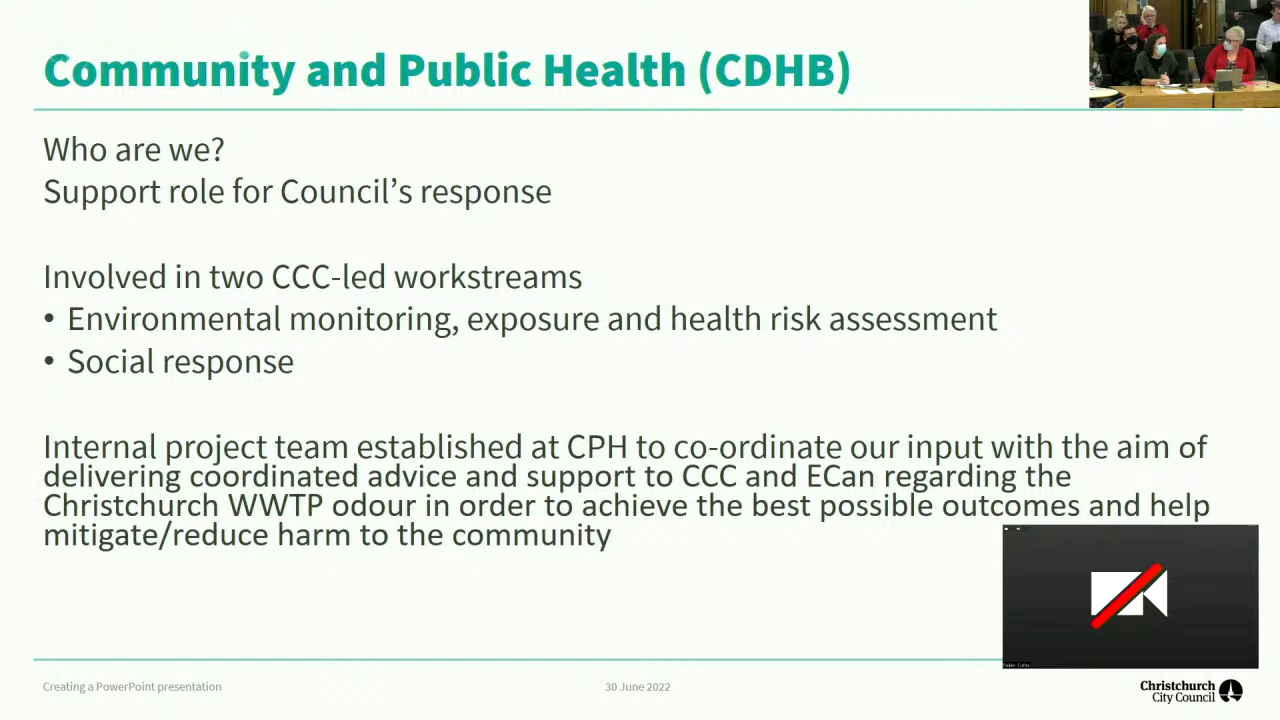 Community and Public Health (CDHB)
Who are we?
Support role for Council’s response
Involved in two CCC-led workstreams
• Environmental monitoring, exposure and health risk assessment
• Social response
Internal project team established at CPH to co-ordinate our input with the aim of
delivering coordinated advice and support to CCC and ECan regarding the
Christchurch WWTP odour in order to achieve the best possible outcomes and help
mitigate/reduce harm to the community
Creating a PowerPoint presentation
30 June 2022
Christchurch
City Council